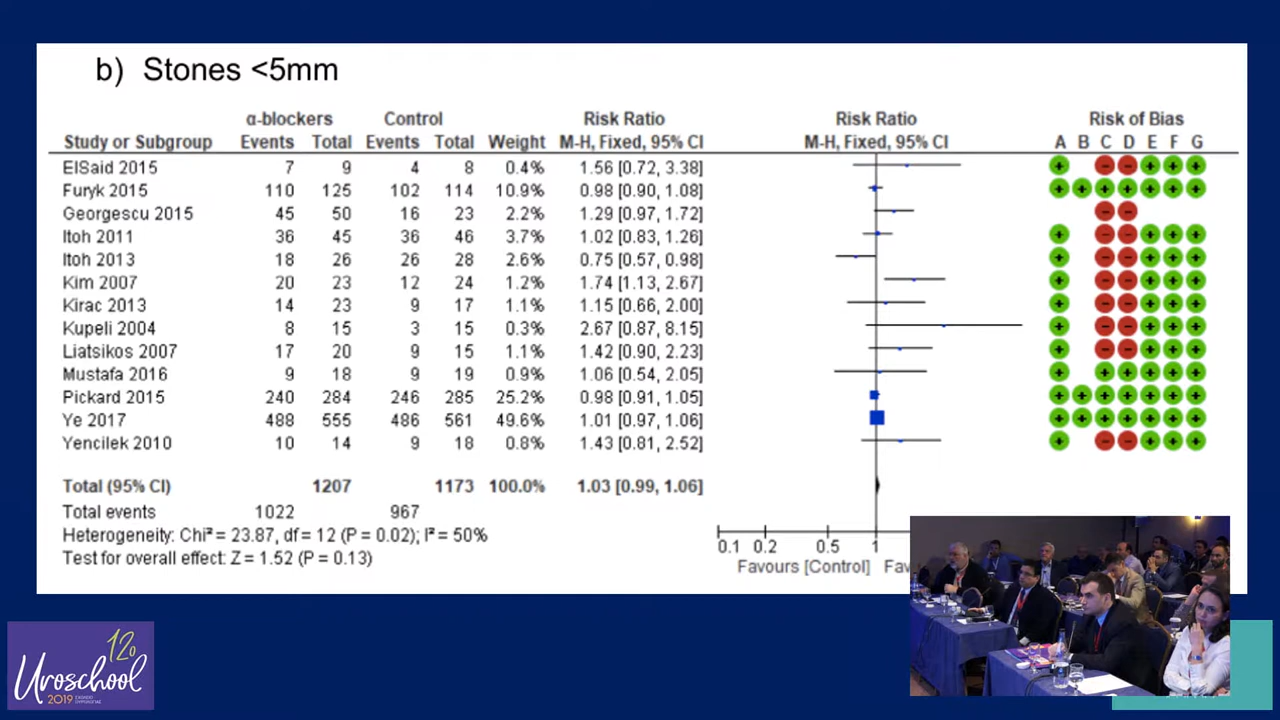 b) Stones <5mm
α-blockers Control Risk Ratio Risk Ratio Risk of Bias
Study or Subgroup Events Total Events Total Weight M-H, Fixed, 95% CI M-H, Fixed, 95% CI A B C D E F G
ElSaid 2015 7 9 4 8 0.4% 1.56 [0.72, 3.38] + - - + + +
Furyk 2015 110 125 102 114 10.9% 0.98 [0.90, 1.08] + + + + + + +
Georgescu 2015 45 50 16 23 2.2% 1.29 [0.97, 1.72] - -
Itoh 2011 36 45 36 46 3.7% 1.02 [0.83, 1.26] + - - + + +
Itoh 2013 18 26 26 28 2.6% 0.75 [0.57, 0.98] + - - + + +
Kim 2007 20 23 12 24 1.2% 1.74 [1.13, 2.67] + - - + + +
Kirac 2013 14 23 9 17 1.1% 1.15 [0.66, 2.00] + - - + + +
Kupeli 2004 8 15 3 15 0.3% 2.67 [0.87, 8.15] + - - + + +
Liatsikos 2007 17 20 9 15 1.1% 1.42 [0.90, 2.23] + - - + + +
Mustafa 2016 9 18 9 19 0.9% 1.06 [0.54, 2.05] + + + + + +
Pickard 2015 240 284 246 285 25.2% 0.98 [0.91, 1.05] + + + + + + +
Ye 2017 488 555 486 561 49.6% 1.01 [0.97, 1.06] + + + + + + +
Yencilek 2010 10 14 9 18 0.8% 1.43 [0.81, 2.52] + - - + + +
Total (95% CI) 1207 1173 100.0% 1.03 [0.99, 1.06]
Total events 1022 967
Heterogeneity: Chi² = 23.87, df = 12 (P = 0.02); I² = 50%
Test for overall effect: Z = 1.52 (P = 0.13)
0.1 0.2 0.5 1
Favours [Control]
12ο
Uroschool
2019